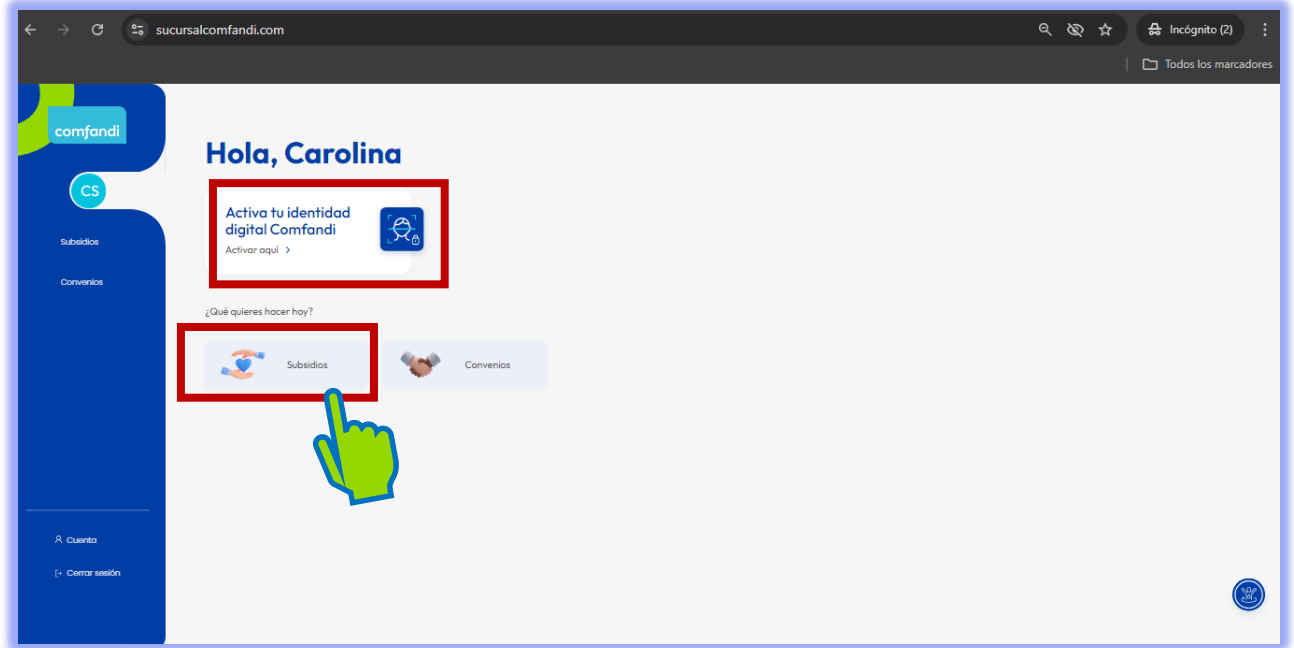 sucursalcomfandi.com
Incógnito (2)
Todos los marcadores
comfandi
CS
Subsidios
Convenios
Cuenta
Cerrar sesión
Hola, Carolina
Activa tu identidad
digital Comfandi
Activar aquí >
¿Qué quieres hacer hoy?
Subsidios
Convenios